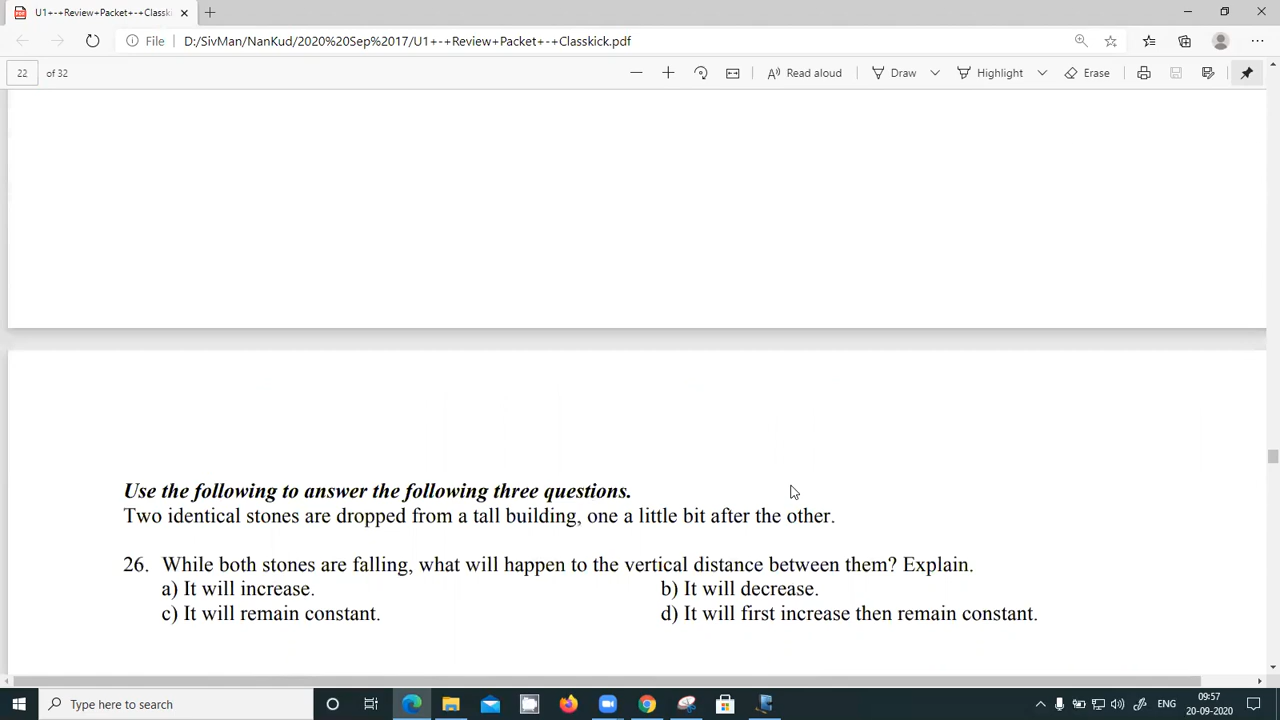 U1+-+Review+Packet+-+Classki
File D:/SivMan/NanKud/2020%20Sep%2017/U1+-+Review+Packet+-+Classkick.pdf
22 of 32 Read aloud Draw Highlight Erase
Use the following to answer the following three questions.
Two identical stones are dropped from a tall building, one a little bit after the other.
26. While both stones are falling, what will happen to the vertical distance between them? Explain.
a) It will increase. b) It will decrease.
c) It will remain constant. d) It will first increase then remain constant.
Type here to search ENG 09:57
20-09-2020